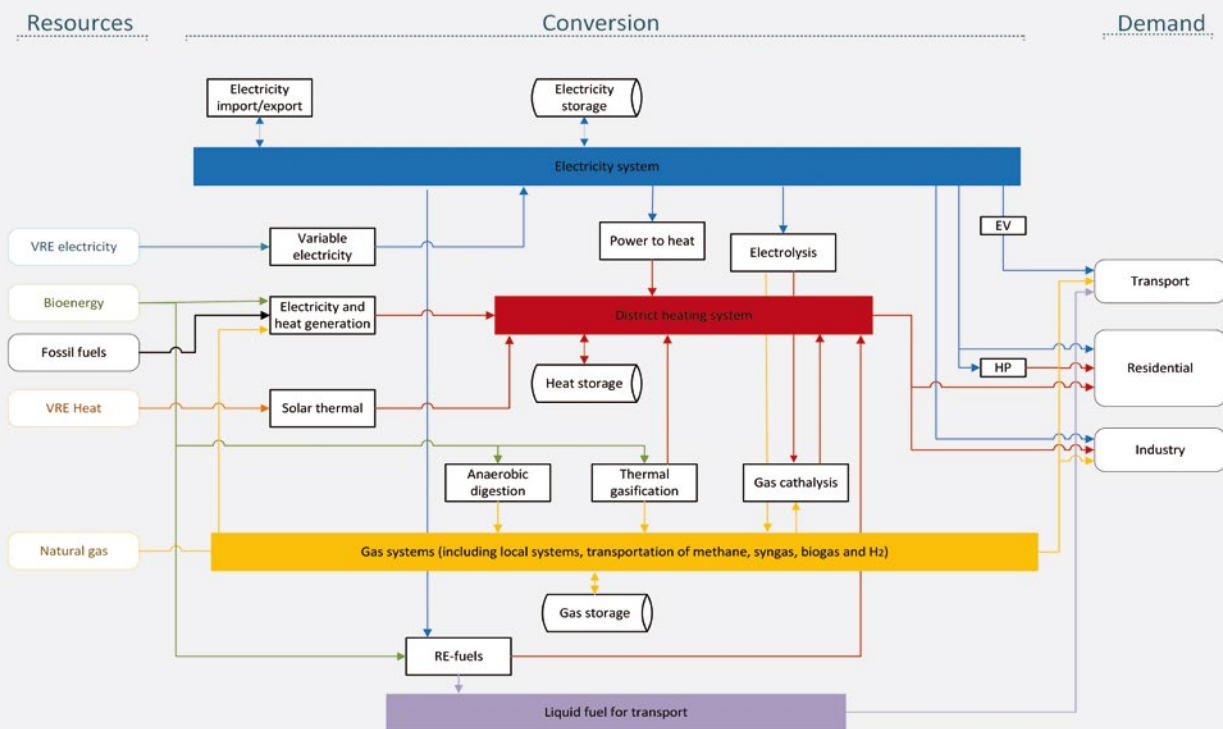 Resources
Conversion
Demand
Electricity
import/export
Electricity
storage
Electricity system
EV
VRE electricity
Variable
electricity
Power to heat
Electrolysis
Transport
Bioenergy
Electricity and
heat generation
District heating system
Fossil fuels
Residential
HP
Heat storage
VRE Heat
Solar thermal
Industry
Anaerobic
digestion
Thermal
gasification
Gas cathalysis
Natural gas
Gas systems (including local systems, transportation of methane, syngas, biogas and H₂)
Gas storage
RE-fuels
Liquid fuel for transport